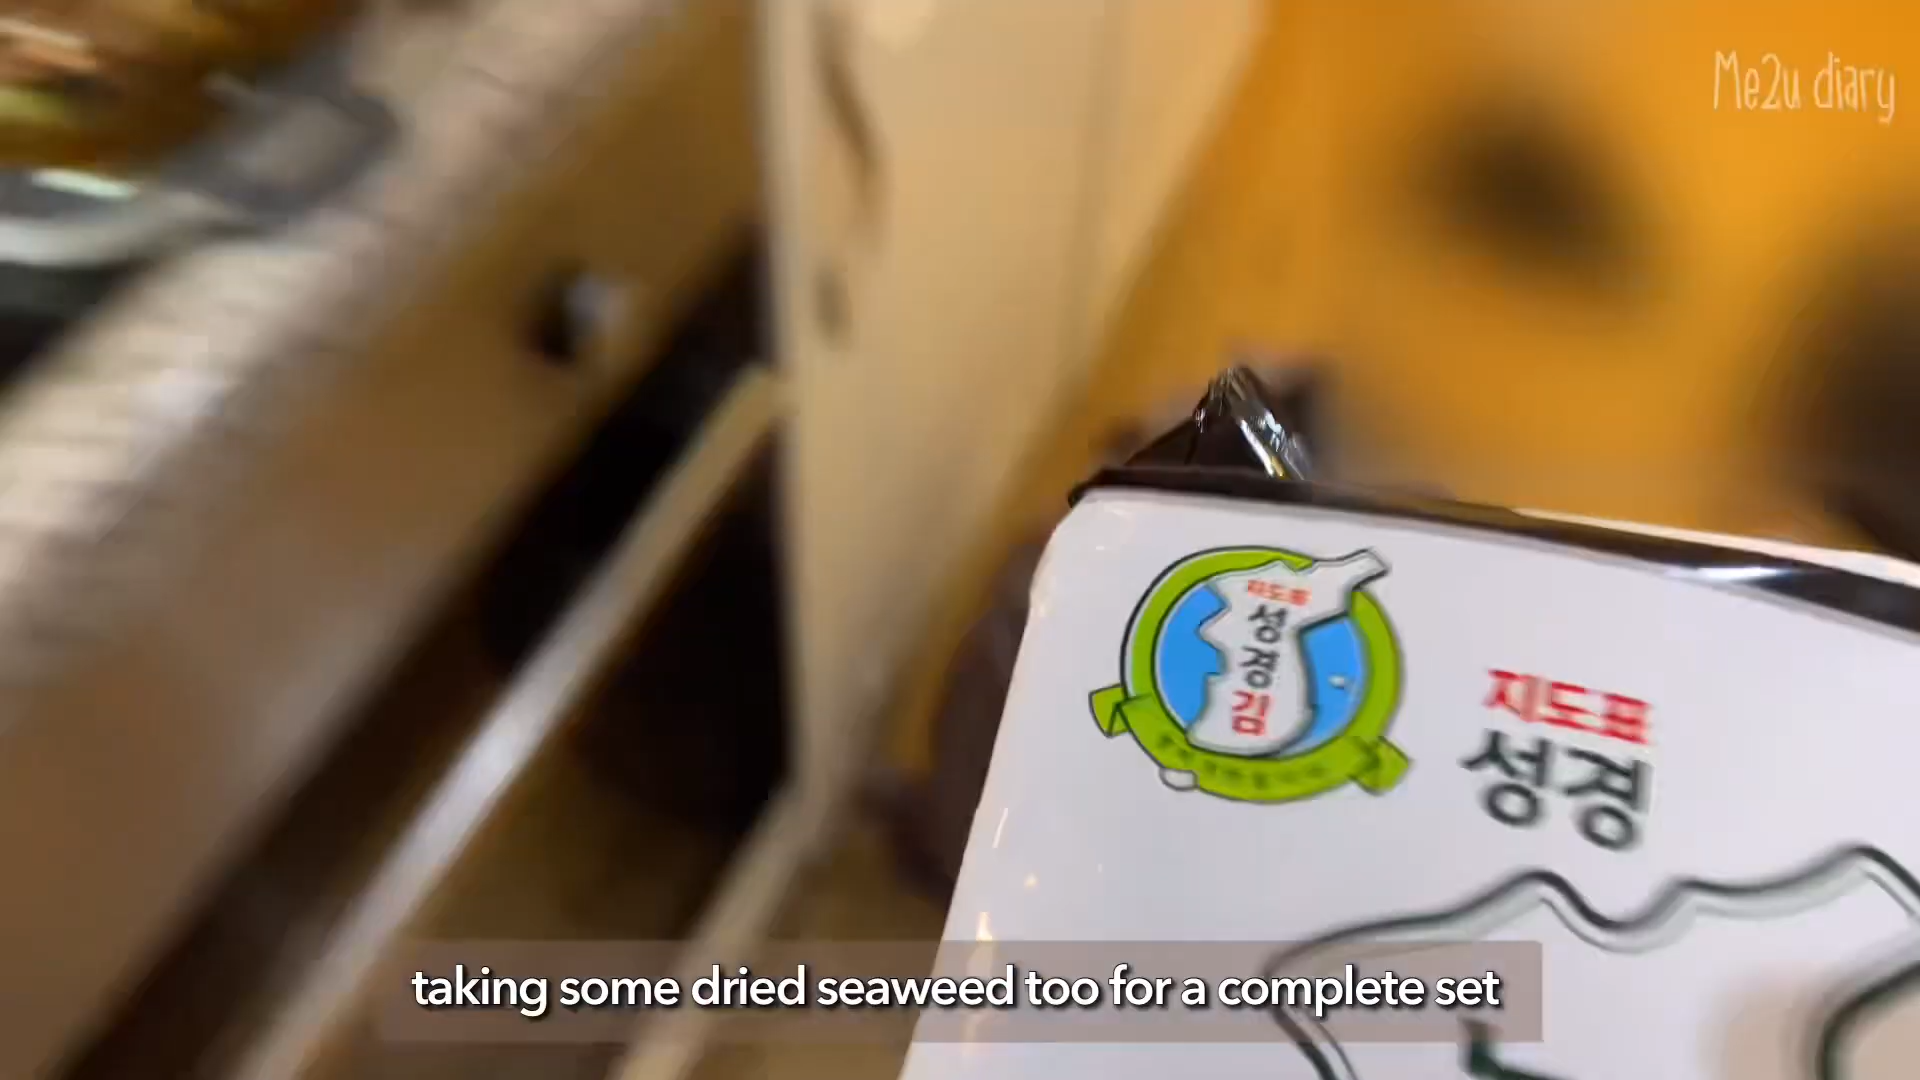 Me2u diary
지도표
성
경
김
지도표
성경
taking some dried seaweed too for a complete set